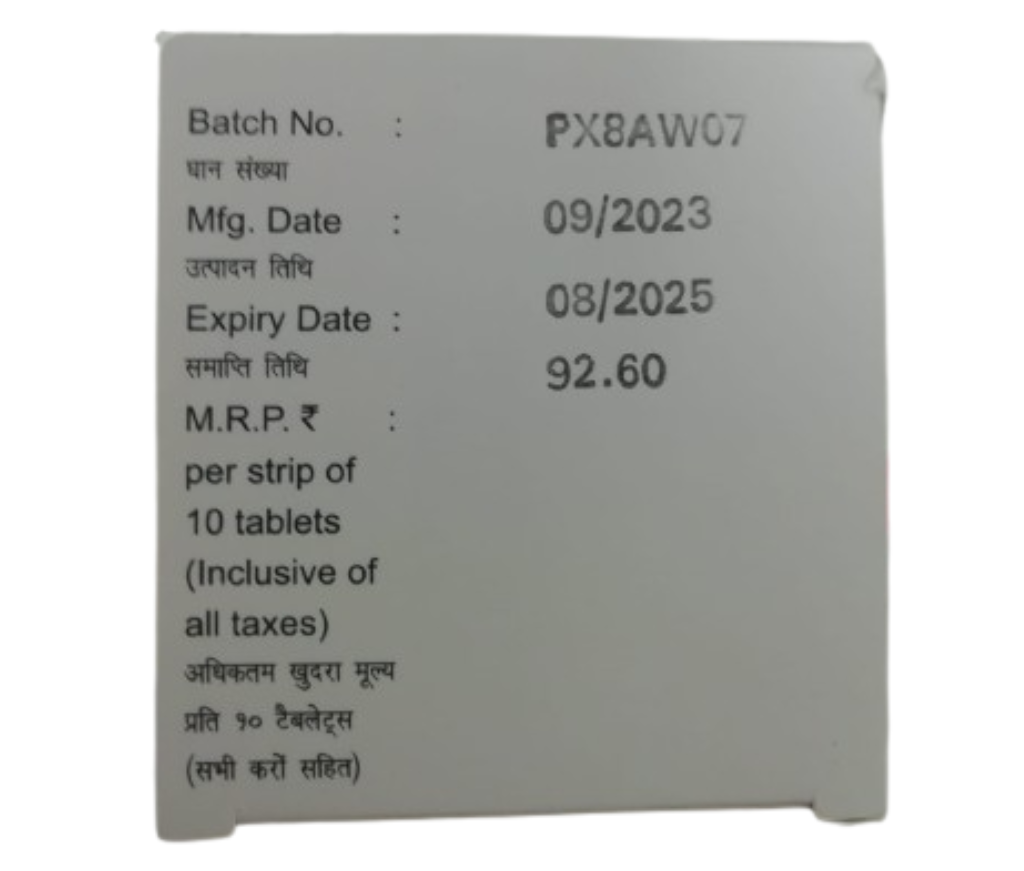 Batch No. : PX8AW07
घान संख्या
Mfg. Date : 09/2023
उत्पादन तिथि
Expiry Date : 08/2025
समाप्ति तिथि
92.60
M.R.P. ₹ :
per strip of
10 tablets
(Inclusive of
all taxes)
अधिकतम खुदरा मूल्य
प्रति १० टैबलेट्स
(सभी करों सहित)